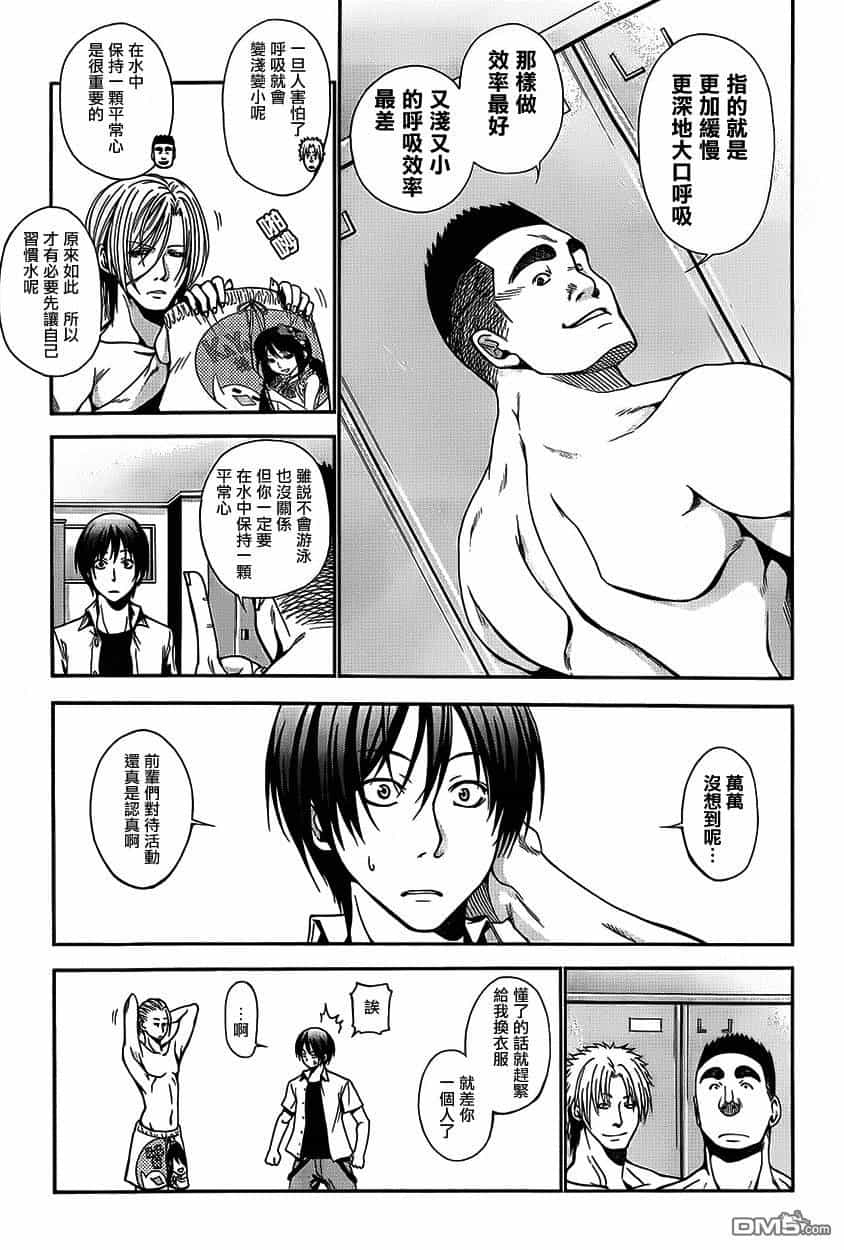 指的就是
更加緩慢
更深地大口呼吸
那樣做
效率最好
又淺又小
的呼吸效率
最差
一旦人害怕了
呼吸就會
變淺變小呢
在水中
保持一顆平常心
是很重要的
原來如此 所以
才有必要先讓自己
習慣水呢
雖說不會游泳
也沒關係
但你一定要
在水中保持一顆
平常心
萬萬
沒想到呢…
前輩們對待活動
還真是認真啊
懂了的話就趕緊
給我換衣服
就差你
一個人了
誒
…啊
DM5.com